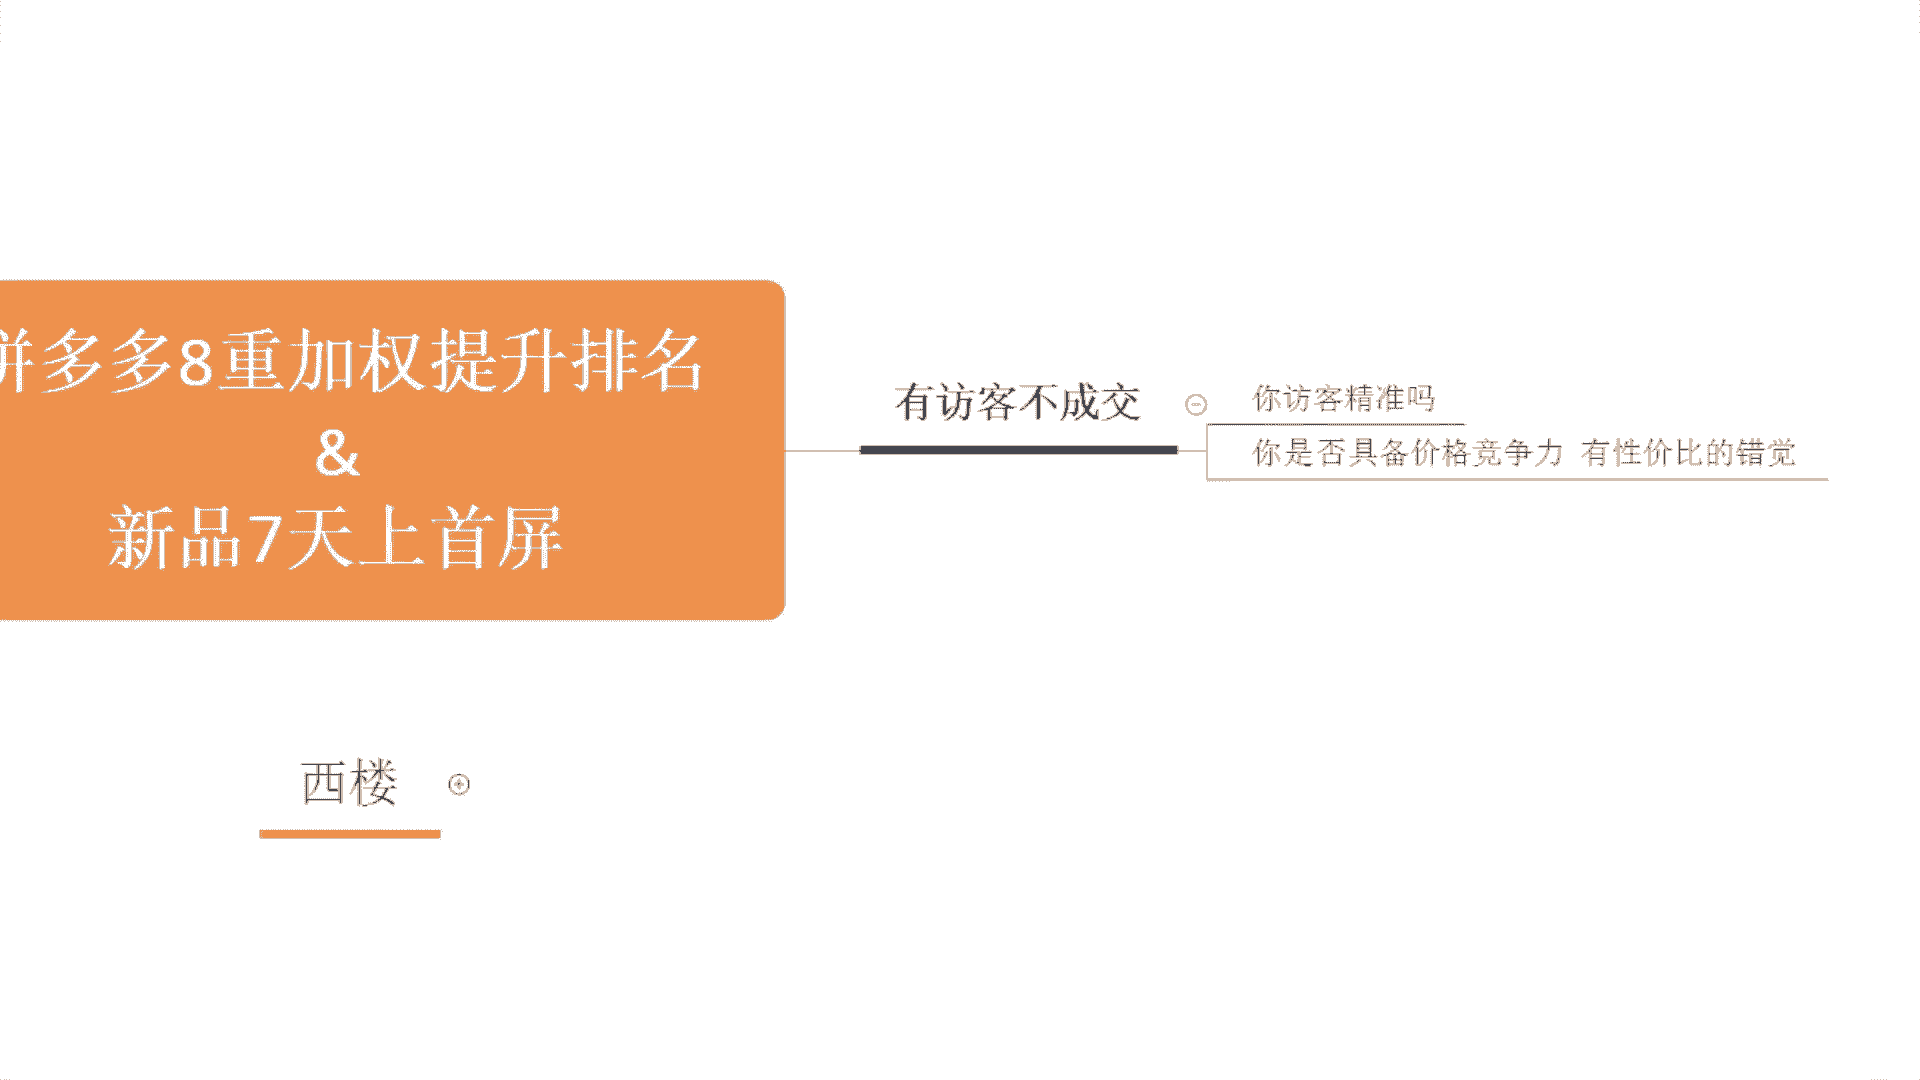 拼多多8重加权提升排名
&
新品7天上首屏
有访客不成交
你访客精准吗
你是否具备价格竞争力 有性价比的错觉
西楼